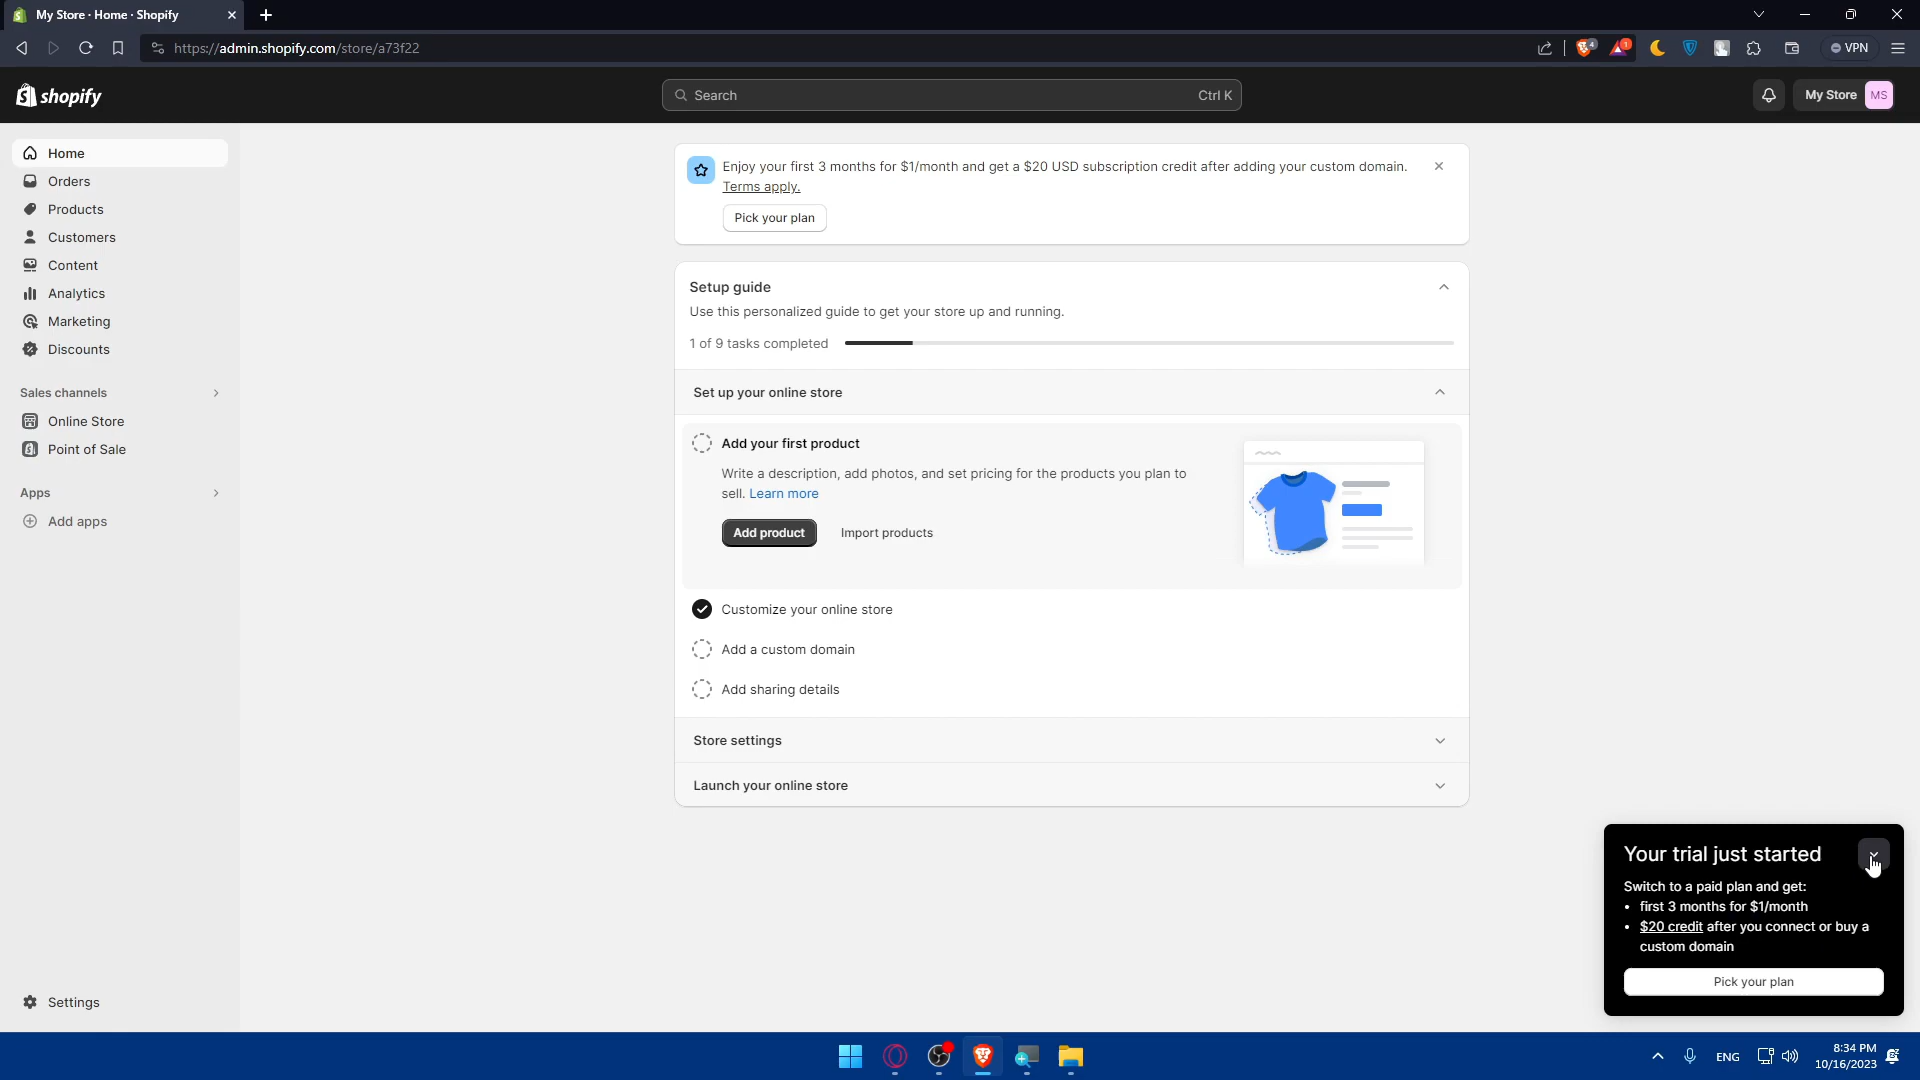 My Store · Home · Shopify
https://admin.shopify.com/store/a73f22
4
1
VPN
shopify
Search
Ctrl K
My Store
MS
Home
Orders
Products
Customers
Content
Analytics
Marketing
Discounts
Sales channels
Online Store
Point of Sale
Apps
Add apps
Settings
Enjoy your first 3 months for $1/month and get a $20 USD subscription credit after adding your custom domain.
Terms apply.
Pick your plan
Setup guide
Use this personalized guide to get your store up and running.
1 of 9 tasks completed
Set up your online store
Add your first product
Write a description, add photos, and set pricing for the products you plan to
sell. Learn more
Add product
Import products
Customize your online store
Add a custom domain
Add sharing details
Store settings
Launch your online store
Your trial just started
Switch to a paid plan and get:
• first 3 months for $1/month
• $20 credit after you connect or buy a
custom domain
Pick your plan
ENG
8:34 PM
10/16/2023